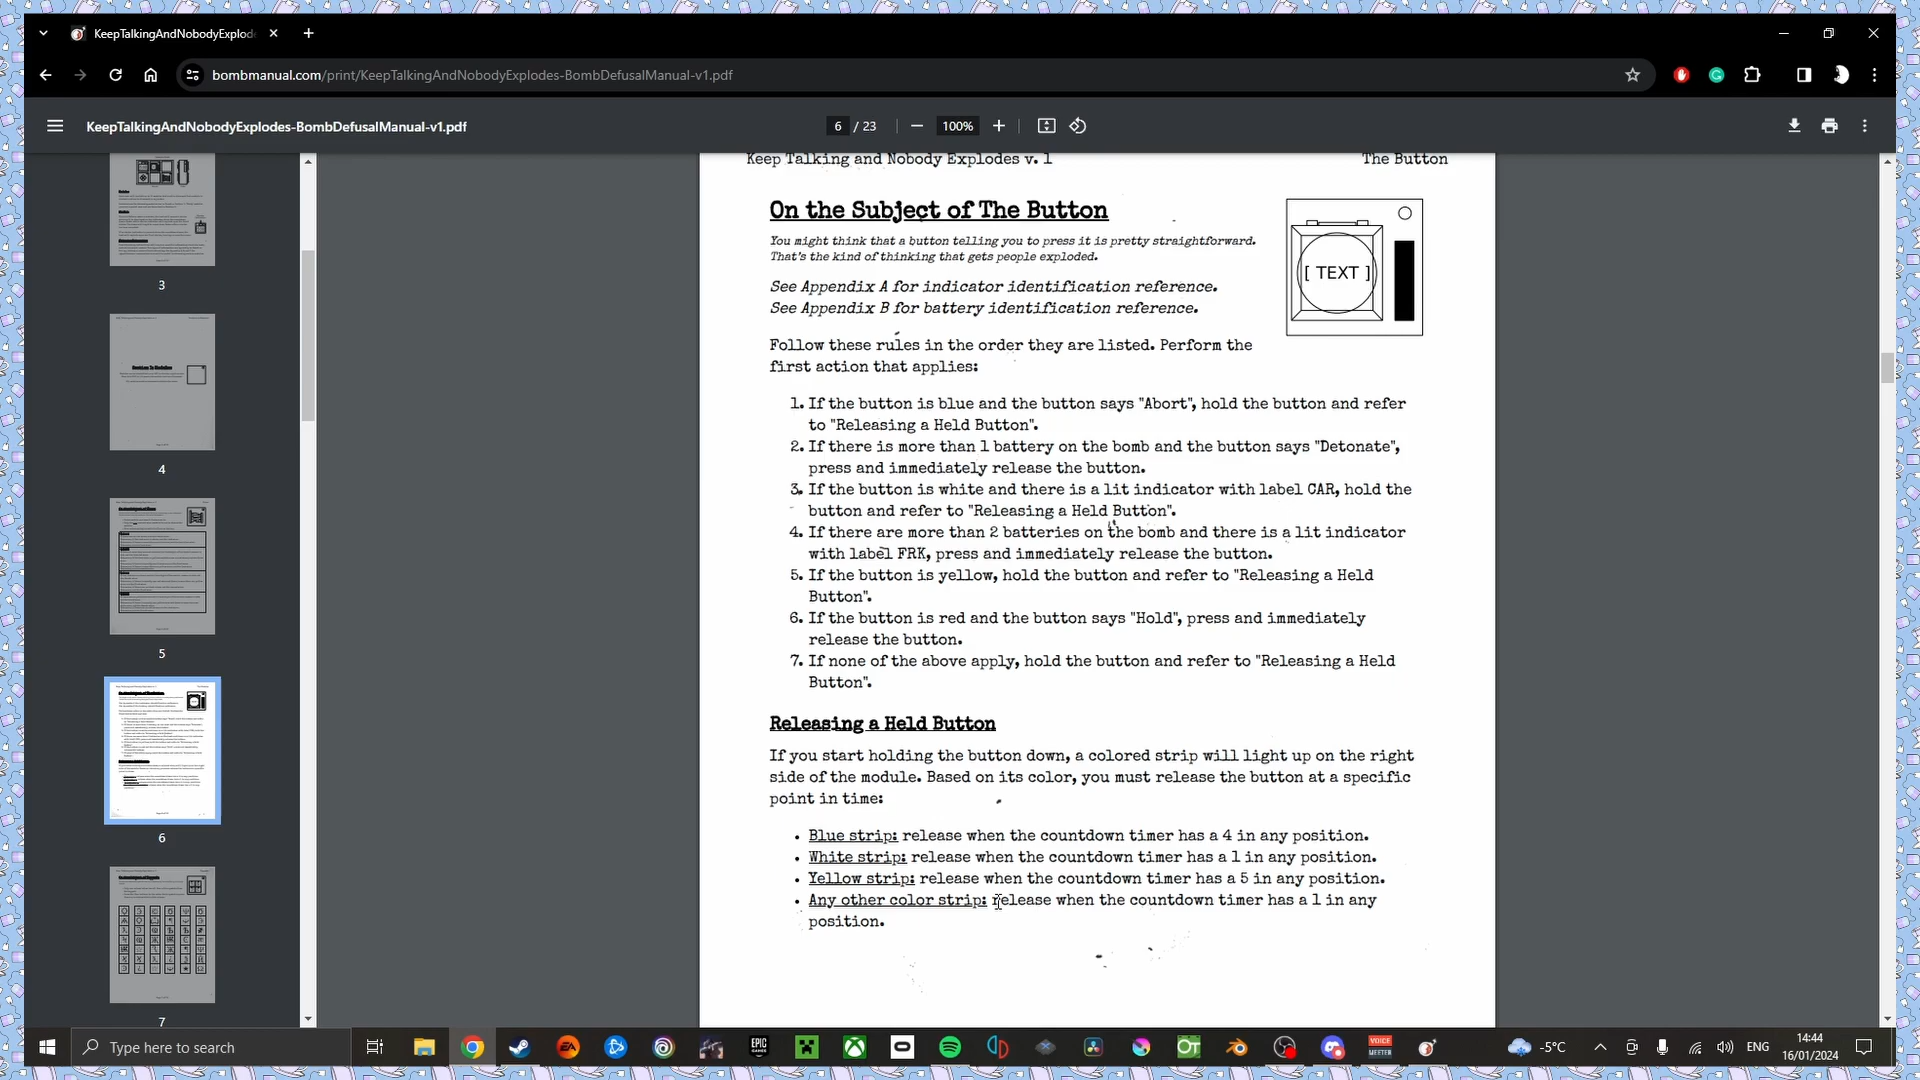 KeepTalkingAndNobodyExplod
bombmanual.com/print/KeepTalkingAndNobodyExplodes-BombDefusalManual-v1.pdf
KeepTalkingAndNobodyExplodes-BombDefusalManual-v1.pdf
6 / 23
100%
3
4
5
6
7
Keep Talking and Nobody Explodes v. 1
The Button
On the Subject of The Button
You might think that a button telling you to press it is pretty straightforward.
That's the kind of thinking that gets people exploded.
See Appendix A for indicator identification reference.
See Appendix B for battery identification reference.
[ TEXT ]
Follow these rules in the order they are listed. Perform the
first action that applies:
1. If the button is blue and the button says "Abort", hold the button and refer
to "Releasing a Held Button".
2. If there is more than 1 battery on the bomb and the button says "Detonate",
press and immediately release the button.
3. If the button is white and there is a lit indicator with label CAR, hold the
button and refer to "Releasing a Held Button".
4. If there are more than 2 batteries on the bomb and there is a lit indicator
with label FRK, press and immediately release the button.
5. If the button is yellow, hold the button and refer to "Releasing a Held
Button".
6. If the button is red and the button says "Hold", press and immediately
release the button.
7. If none of the above apply, hold the button and refer to "Releasing a Held
Button".
Releasing a Held Button
If you start holding the button down, a colored strip will light up on the right
side of the module. Based on its color, you must release the button at a specific
point in time:
• Blue strip: release when the countdown timer has a 4 in any position.
• White strip: release when the countdown timer has a 1 in any position.
• Yellow strip: release when the countdown timer has a 5 in any position.
• Any other color strip: release when the countdown timer has a 1 in any
position.
Type here to search
EA
EPIC
GAMES
OT
VOICE
MEETER
-5°C
ENG
14:44
16/01/2024